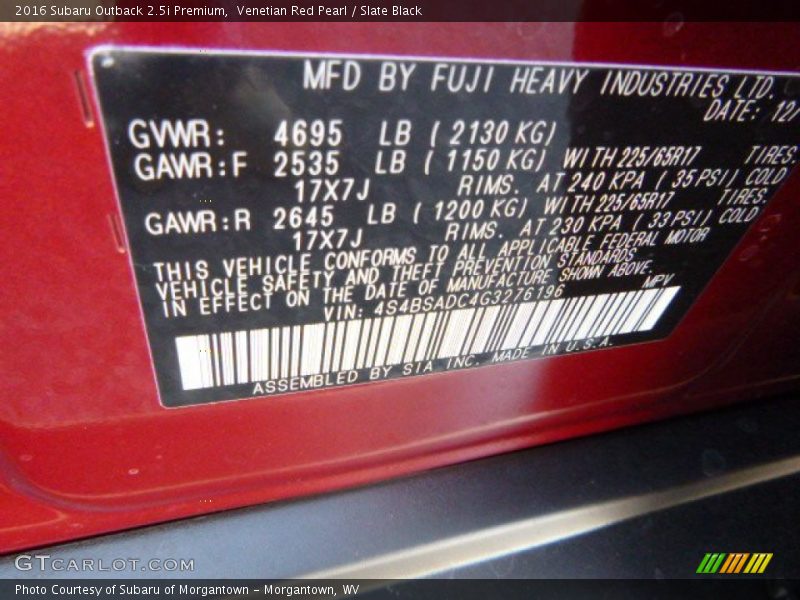 2016 Subaru Outback 2.5i Premium,  Venetian Red Pearl / Slate Black
MFD BY FUJI HEAVY INDUSTRIES LTD.
DATE: 12/
GVWR: 4695 LB (2130 KG)
GAWR:F 2535 LB (1150 KG) WITH 225/65R17 TIRES.
17X7J RIMS. AT 240 KPA (35PSI) COLD
GAWR:R 2645 LB (1200 KG) WITH 225/65R17 TIRES.
17X7J RIMS. AT 230 KPA (33PSI) COLD
THIS VEHICLE CONFORMS TO ALL APPLICABLE FEDERAL MOTOR
VEHICLE SAFETY AND THEFT PREVENTION STANDARDS
IN EFFECT ON THE DATE OF MANUFACTURE SHOWN ABOVE.
VIN: 4S4BSADC4G3276196 MPV
ASSEMBLED BY SIA INC. MADE IN U.S.A.
GTCARLOT.COM
Photo Courtesy of Subaru of Morgantown - Morgantown, WV